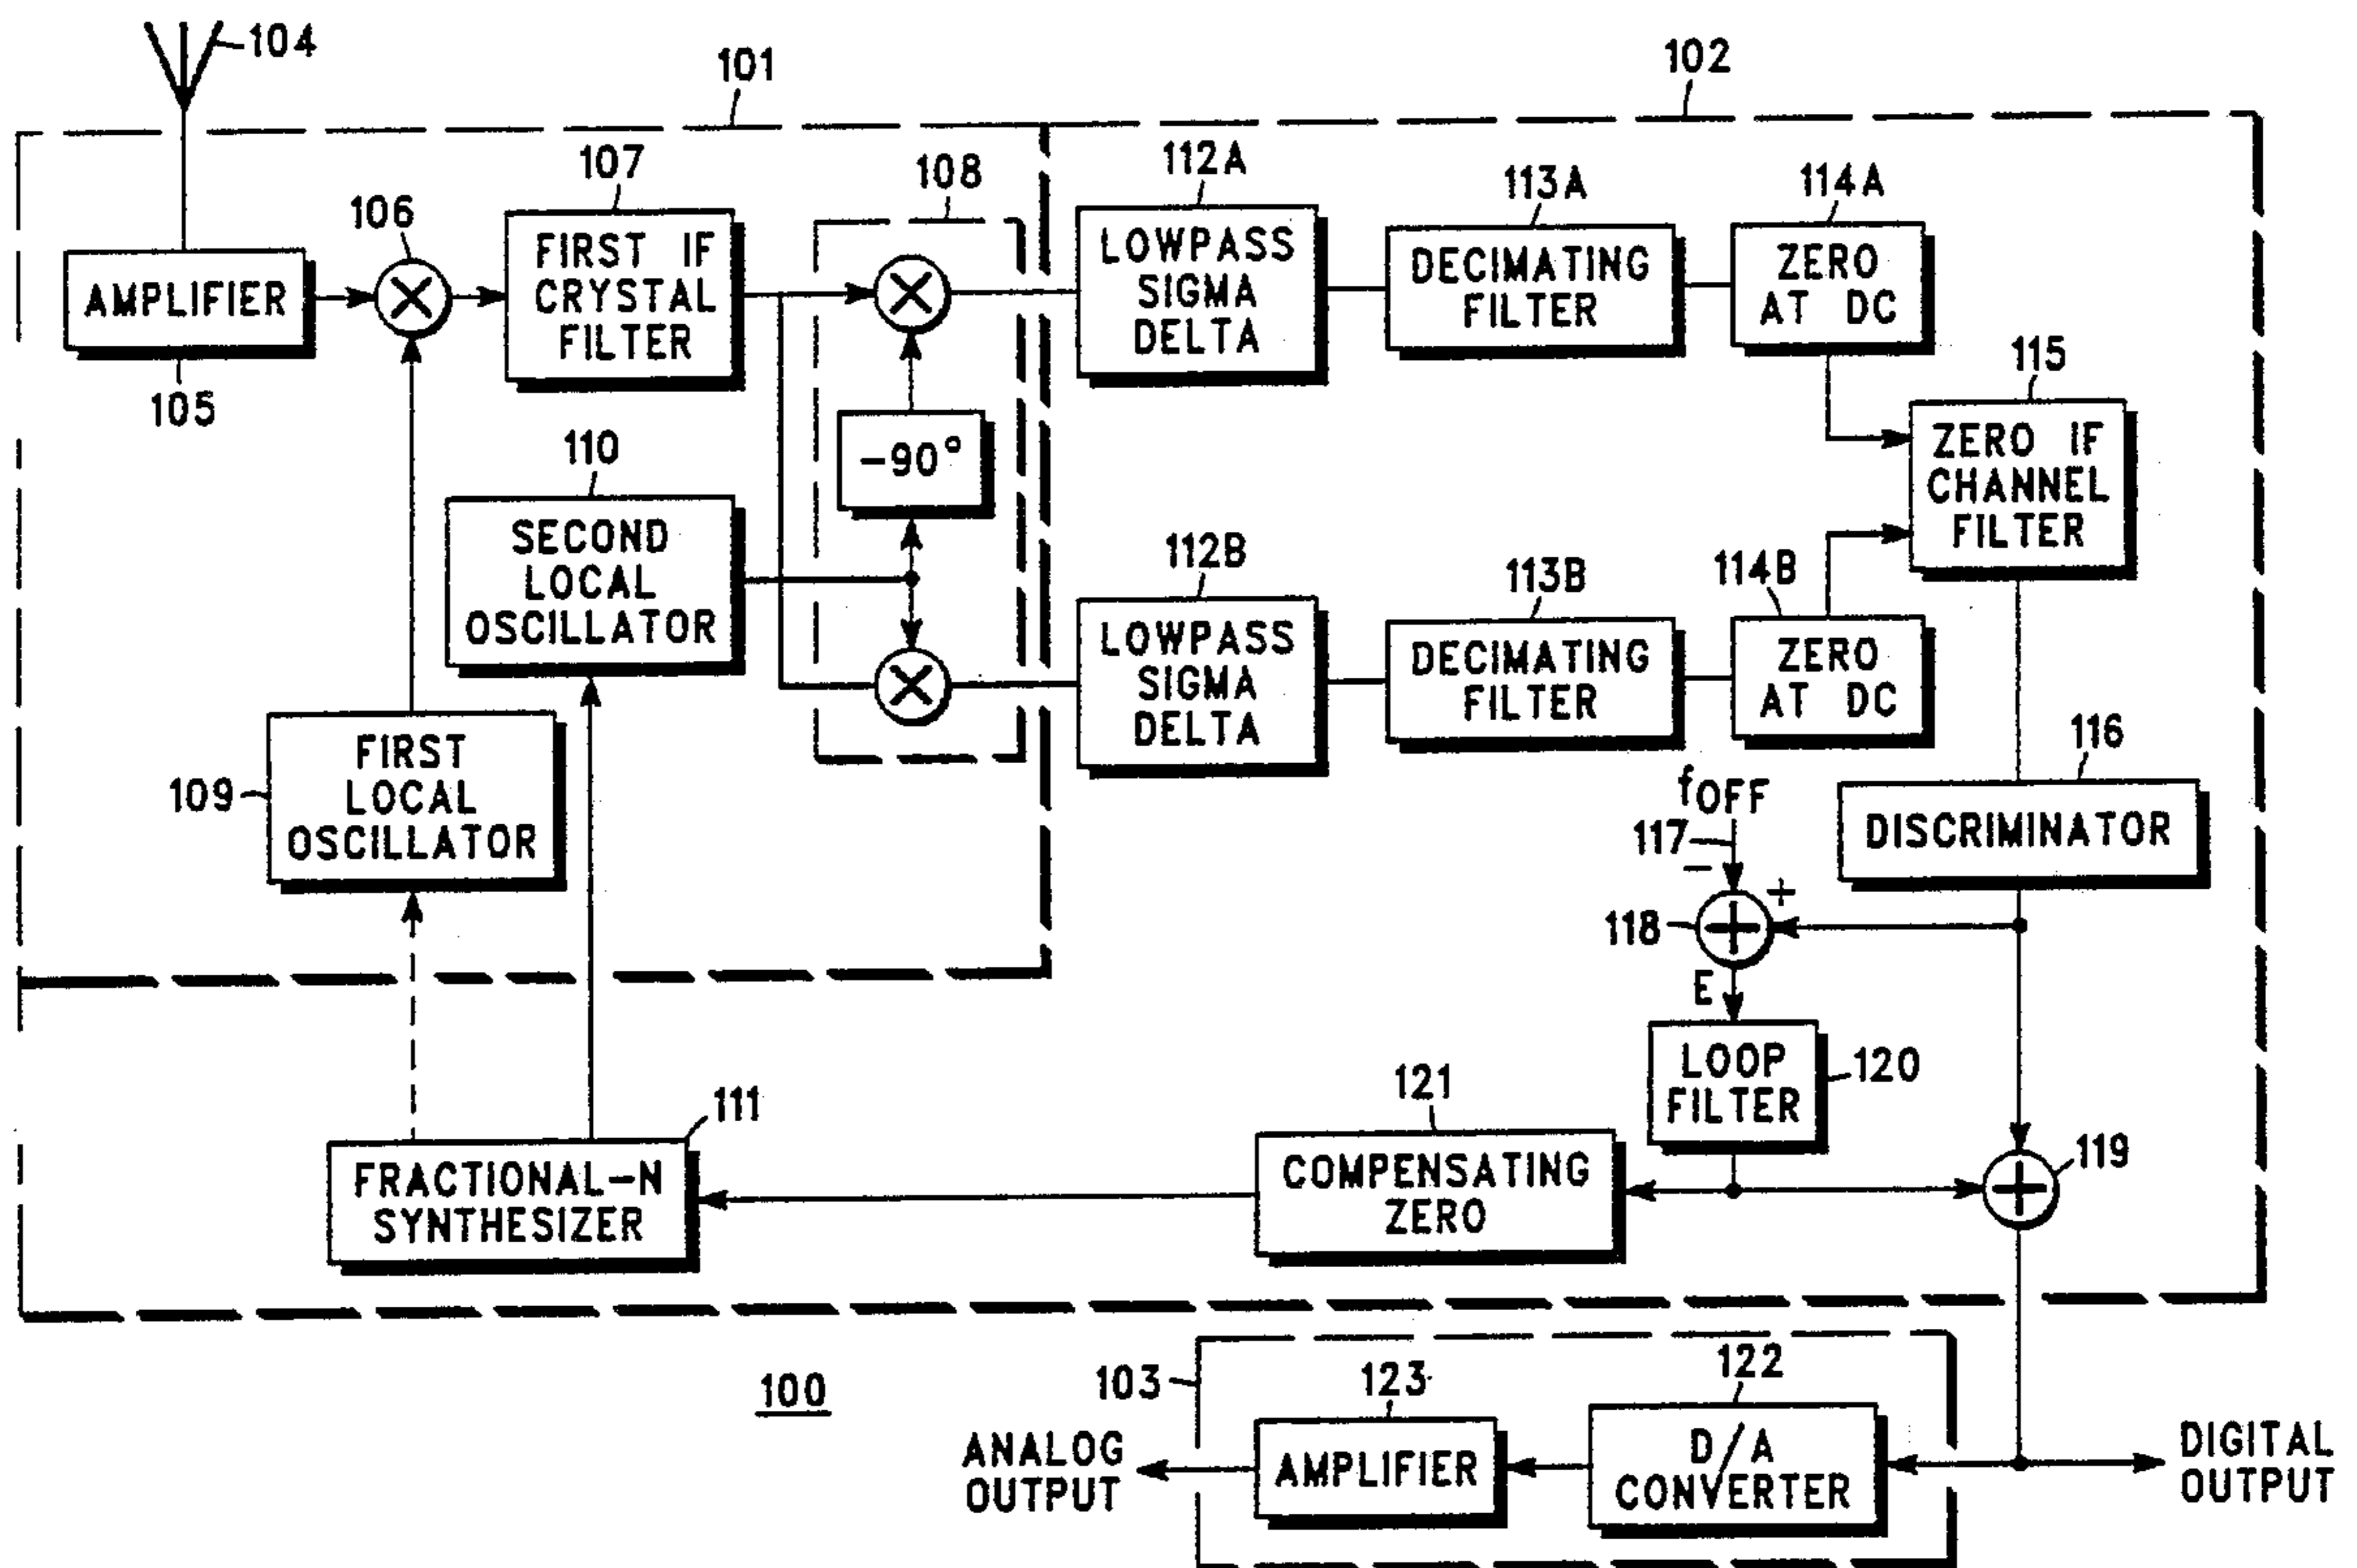 104
101
102
107
108
112A
113A
114A
106
FIRST IF
CRYSTAL
FILTER
LOWPASS
SIGMA
DELTA
DECIMATING
FILTER
ZERO
AT DC
AMPLIFIER
105
115
ZERO IF
CHANNEL
FILTER
110
-90°
SECOND
LOCAL
OSCILLATOR
112B
113B
114B
LOWPASS
SIGMA
DELTA
DECIMATING
FILTER
ZERO
AT DC
109
FIRST
LOCAL
OSCILLATOR
116
fOFF
117
−
+
DISCRIMINATOR
118
E
LOOP
FILTER
120
111
121
119
FRACTIONAL-N
SYNTHESIZER
COMPENSATING
ZERO
100
103
123
122
ANALOG
OUTPUT
AMPLIFIER
D/A
CONVERTER
DIGITAL
OUTPUT